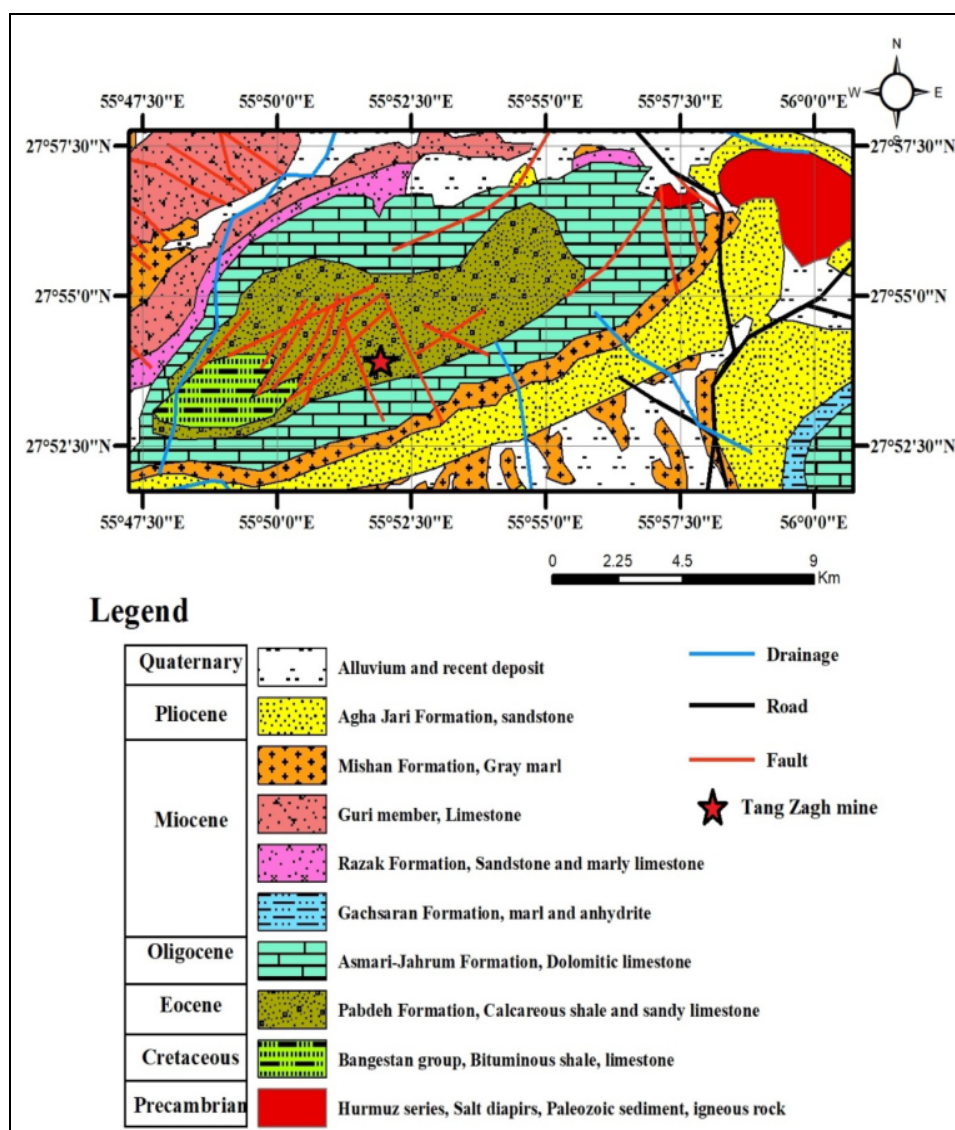 N
W E
S
55°47'30"E 55°50'0"E 55°52'30"E 55°55'0"E 55°57'30"E 56°0'0"E
27°57'30"N 27°57'30"N
27°55'0"N 27°55'0"N
27°52'30"N 27°52'30"N
55°47'30"E 55°50'0"E 55°52'30"E 55°55'0"E 55°57'30"E 56°0'0"E
0 2.25 4.5 9
Km
Legend
Quaternary Alluvium and recent deposit
Pliocene Agha Jari Formation, sandstone
Miocene
Mishan Formation, Gray marl
Guri member, Limestone
Razak Formation, Sandstone and marly limestone
Gachsaran Formation, marl and anhydrite
Oligocene Asmari-Jahrum Formation, Dolomitic limestone
Eocene Pabdeh Formation, Calcareous shale and sandy limestone
Cretaceous Bangestan group, Bituminous shale, limestone
Precambrian Hurmuz series, Salt diapirs, Paleozoic sediment, igneous rock
Drainage
Road
Fault
Tang Zagh mine